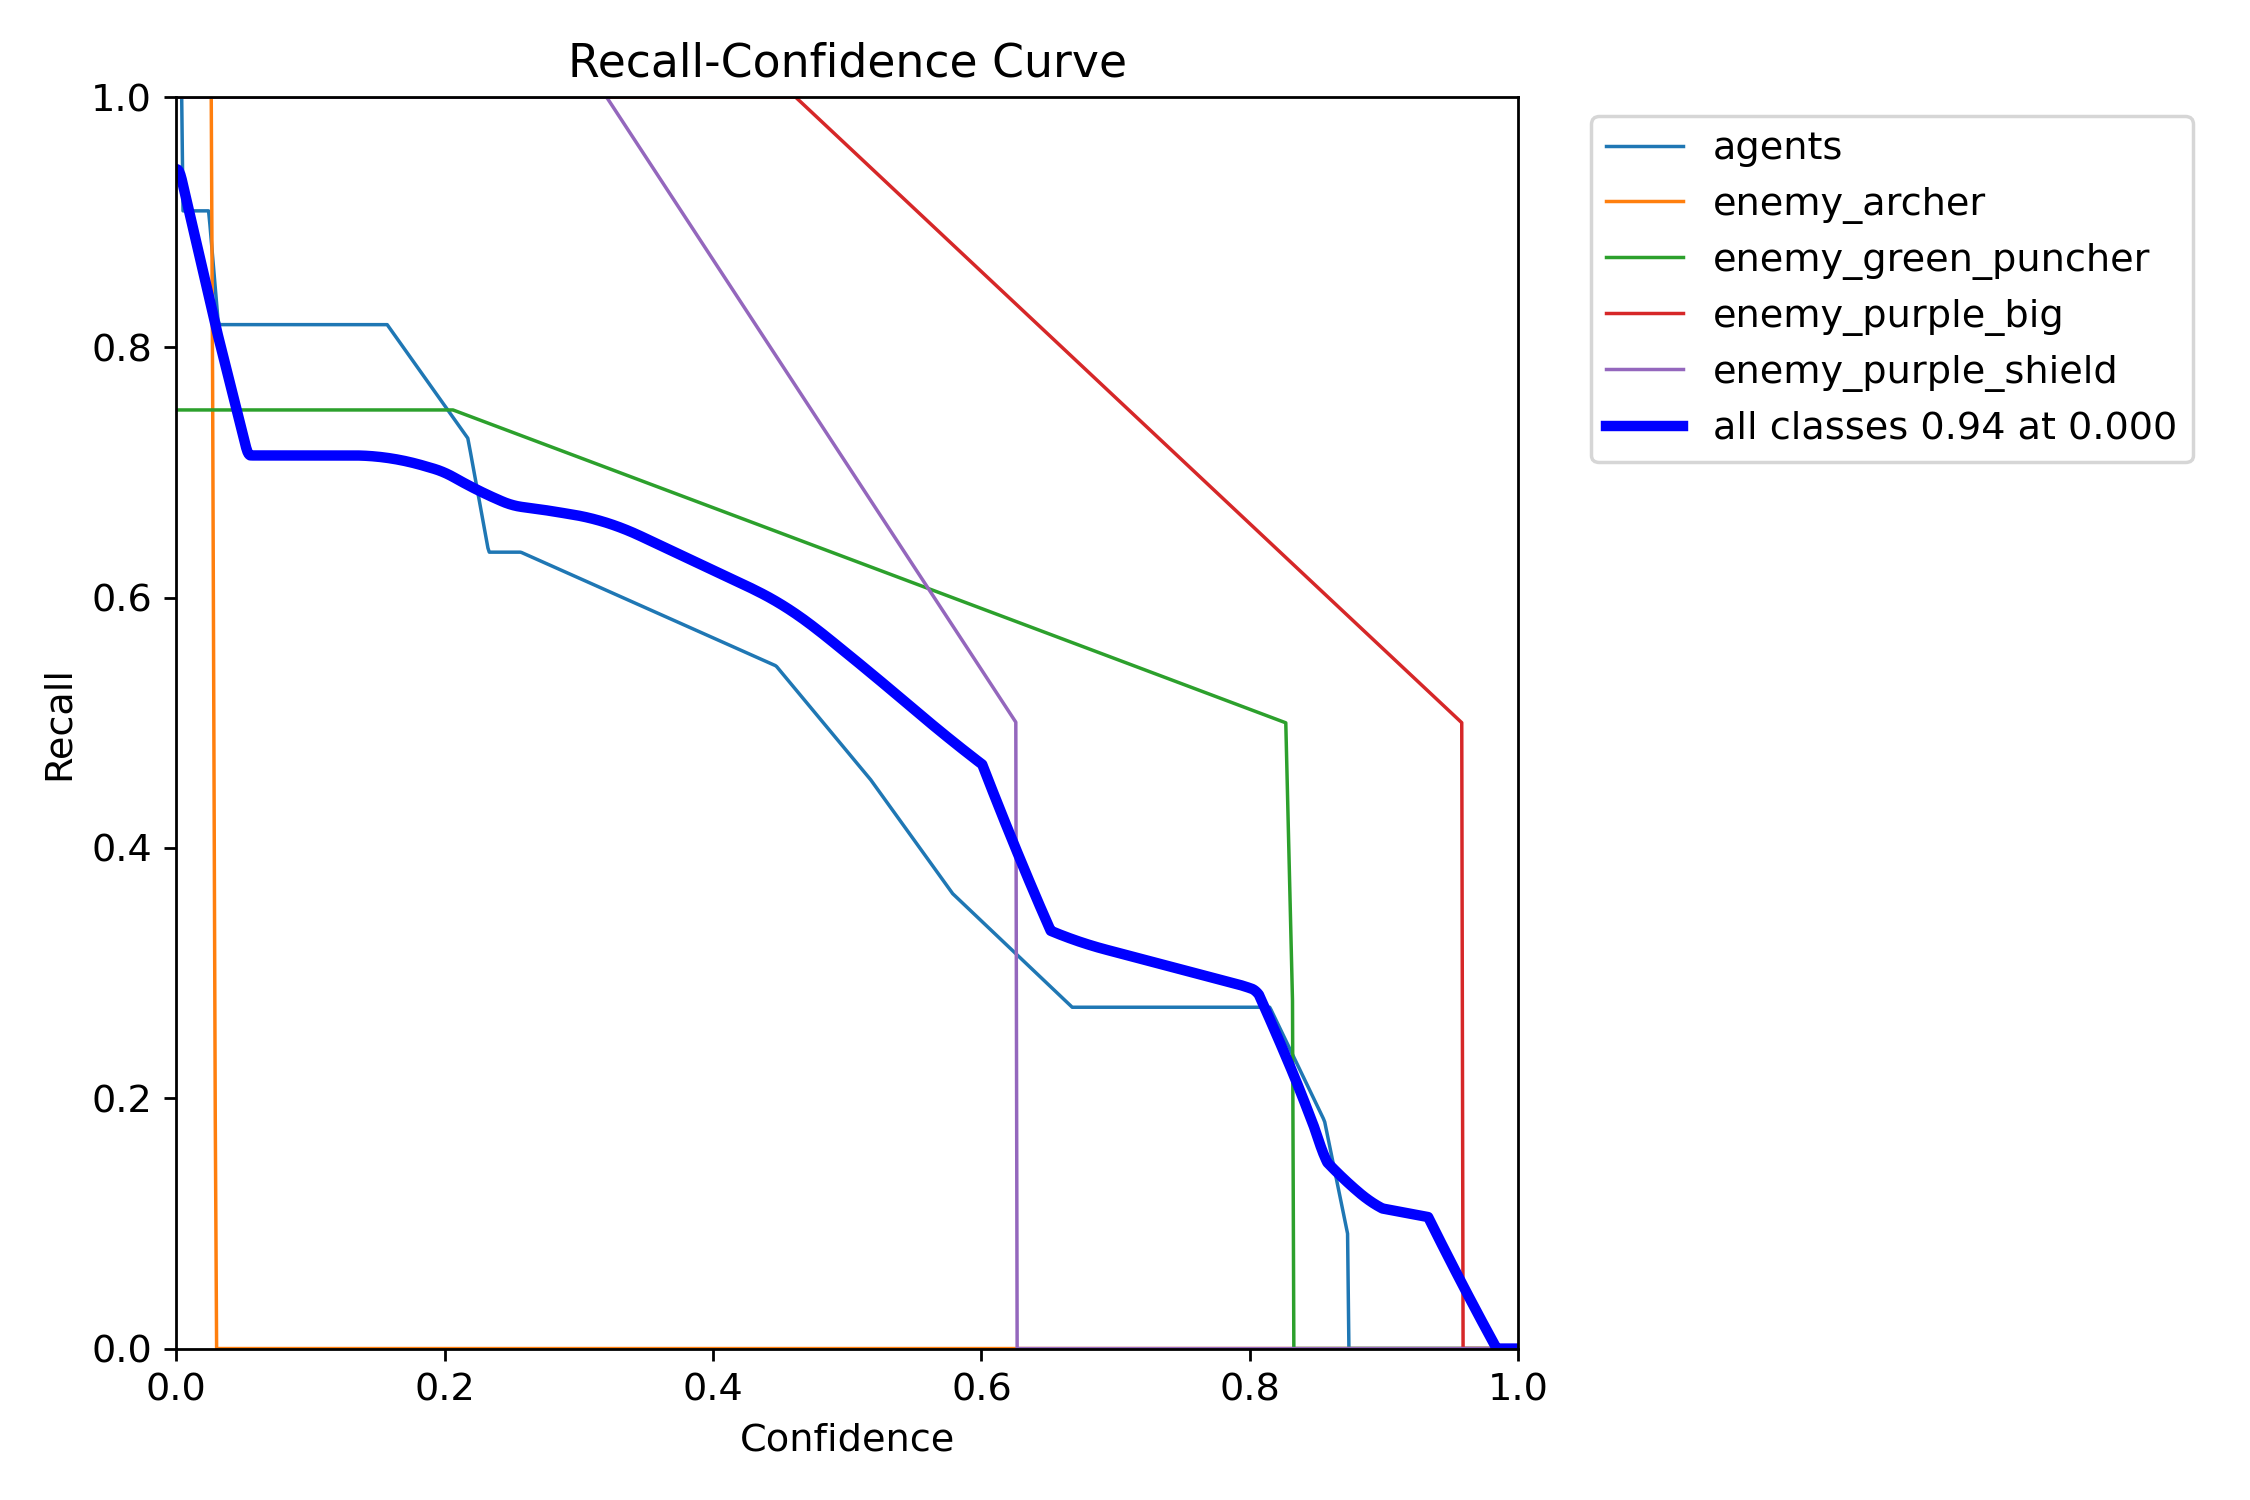 Recall-Confidence Curve
1.0
0.8
0.6
0.4
0.2
0.0
Recall
0.0 0.2 0.4 0.6 0.8 1.0
Confidence
agents
enemy_archer
enemy_green_puncher
enemy_purple_big
enemy_purple_shield
all classes 0.94 at 0.000